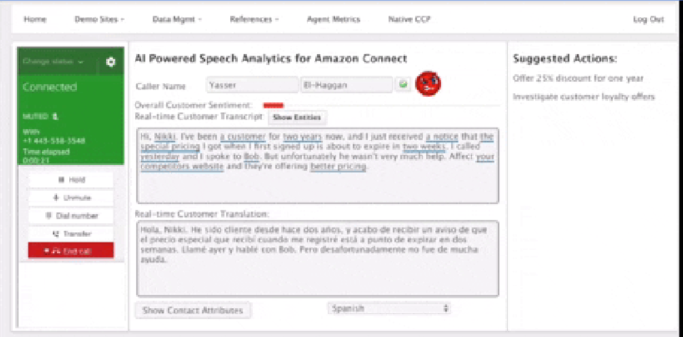 Home Demo Sites Data Mgmt References Agent Metrics Native CCP Log Out
Change status
Connected
MUTED
With
+1 443-538-3548
Time elapsed
0:00:31
Hold
Unmute
Dial number
Transfer
End call
AI Powered Speech Analytics for Amazon Connect
Caller Name Yasser El-Haggan
Overall Customer Sentiment:
Real-time Customer Transcript Show Entities
Hi, Nikki. I've been a customer for two years now, and I just received a notice that the
special pricing I got when I first signed up is about to expire in two weeks. I called
yesterday and I spoke to Bob. But unfortunately he wasn't very much help. Affect your
competitors website and they're offering better pricing.
Real-time Customer Translation:
Hola, Nikki. He sido cliente desde hace dos años, y acabo de recibir un aviso de que
el precio especial que recibí cuando me registré está a punto de expirar en dos
semanas. Llamé ayer y hablé con Bob. Pero desafortunadamente no fue de mucha
ayuda.
Show Contact Attributes Spanish
Suggested Actions:
Offer 25% discount for one year
Investigate customer loyalty offers